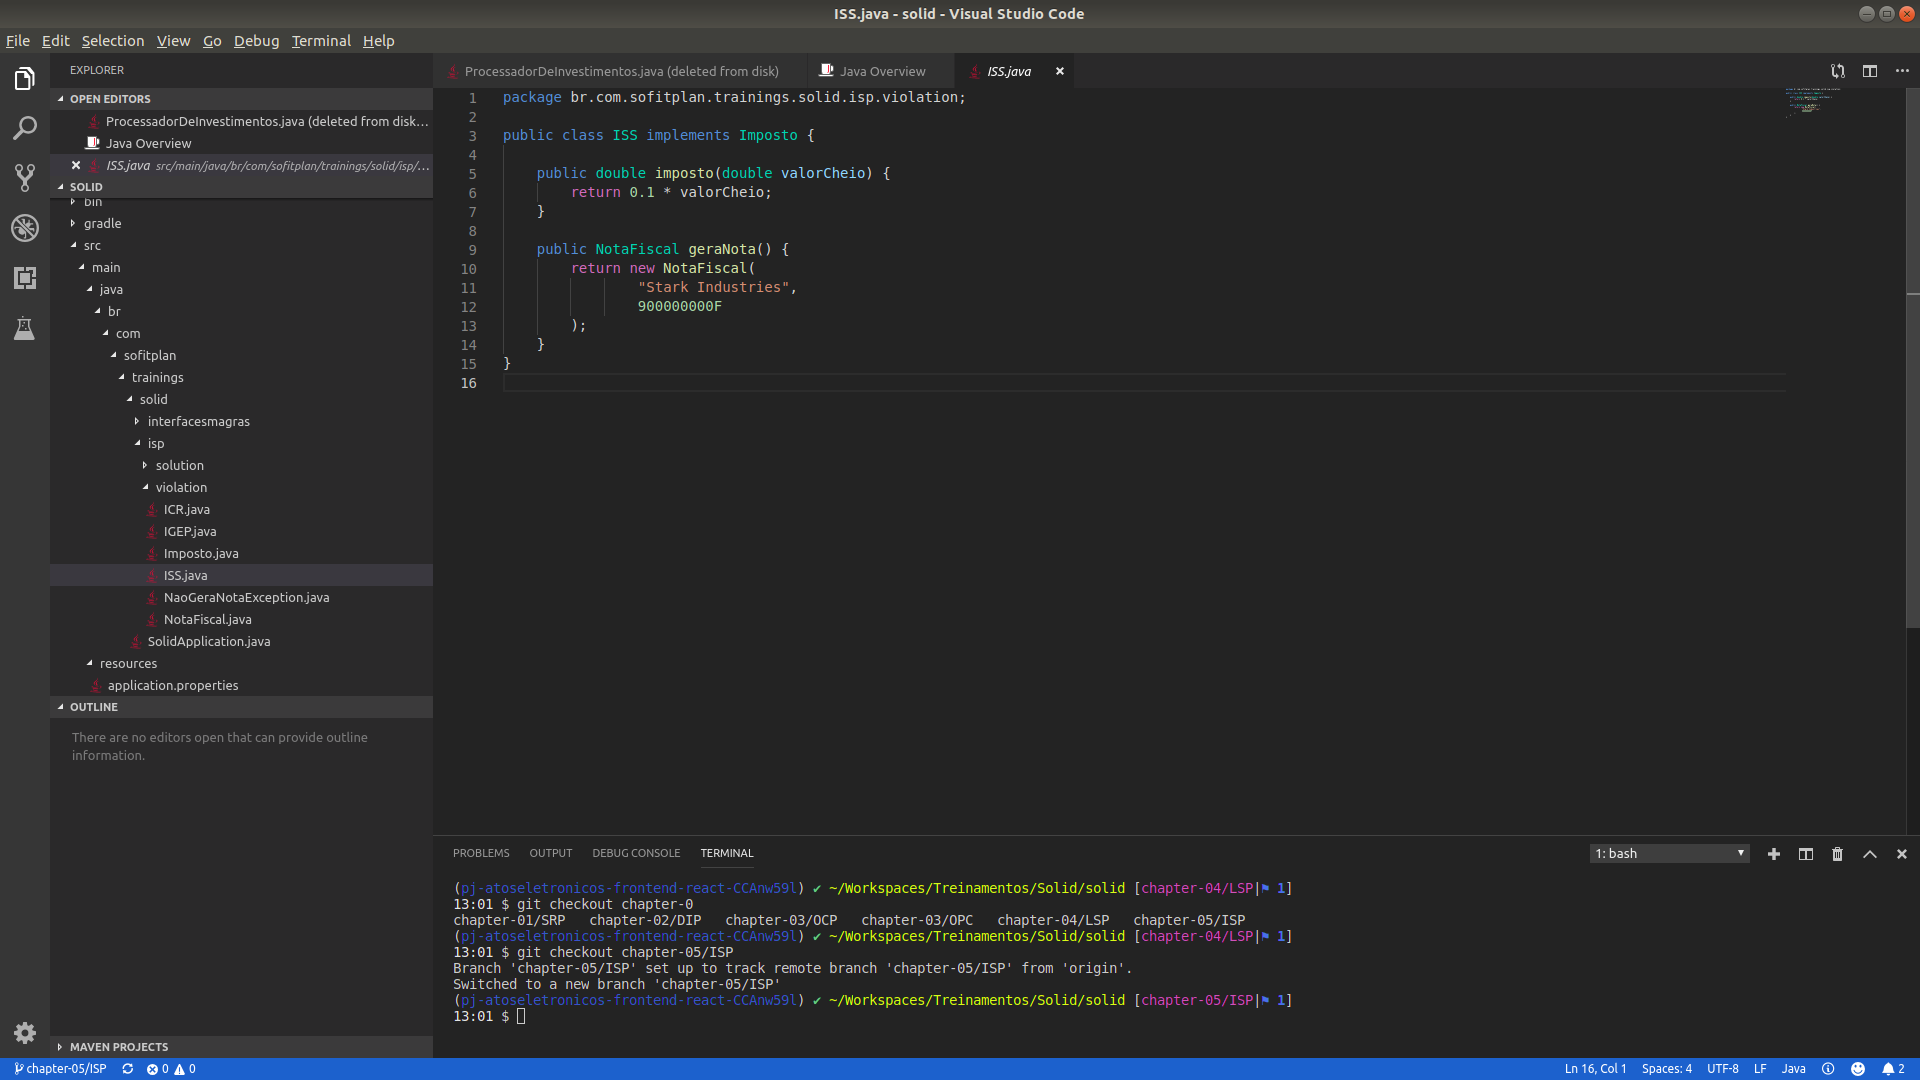 ISS.java - solid - Visual Studio Code
File Edit Selection View Go Debug Terminal Help
EXPLORER
OPEN EDITORS
ProcessadorDeInvestimentos.java (deleted from disk...
Java Overview
ISS.java src/main/java/br/com/sofitplan/trainings/solid/isp/...
SOLID
bin
gradle
src
main
java
br
com
sofitplan
trainings
solid
interfacesmagras
isp
solution
violation
ICR.java
IGEP.java
Imposto.java
ISS.java
NaoGeraNotaException.java
NotaFiscal.java
SolidApplication.java
resources
application.properties
OUTLINE
There are no editors open that can provide outline
information.
MAVEN PROJECTS
ProcessadorDeInvestimentos.java (deleted from disk) Java Overview ISS.java
1 package br.com.sofitplan.trainings.solid.isp.violation;
2
3 public class ISS implements Imposto {
4
5 public double imposto(double valorCheio) {
6 return 0.1 * valorCheio;
7 }
8
9 public NotaFiscal geraNota() {
10 return new NotaFiscal(
11 "Stark Industries",
12 900000000F
13 );
14 }
15 }
16
PROBLEMS OUTPUT DEBUG CONSOLE TERMINAL 1: bash
(pj-atoseletronicos-frontend-react-CCAnw59l) ✔ ~/Workspaces/Treinamentos/Solid/solid [chapter-04/LSP|⚑ 1]
13:01 $ git checkout chapter-0
chapter-01/SRP chapter-02/DIP chapter-03/OCP chapter-03/OPC chapter-04/LSP chapter-05/ISP
(pj-atoseletronicos-frontend-react-CCAnw59l) ✔ ~/Workspaces/Treinamentos/Solid/solid [chapter-04/LSP|⚑ 1]
13:01 $ git checkout chapter-05/ISP
Branch 'chapter-05/ISP' set up to track remote branch 'chapter-05/ISP' from 'origin'.
Switched to a new branch 'chapter-05/ISP'
(pj-atoseletronicos-frontend-react-CCAnw59l) ✔ ~/Workspaces/Treinamentos/Solid/solid [chapter-05/ISP|⚑ 1]
13:01 $
chapter-05/ISP 0 0 Ln 16, Col 1 Spaces: 4 UTF-8 LF Java 2